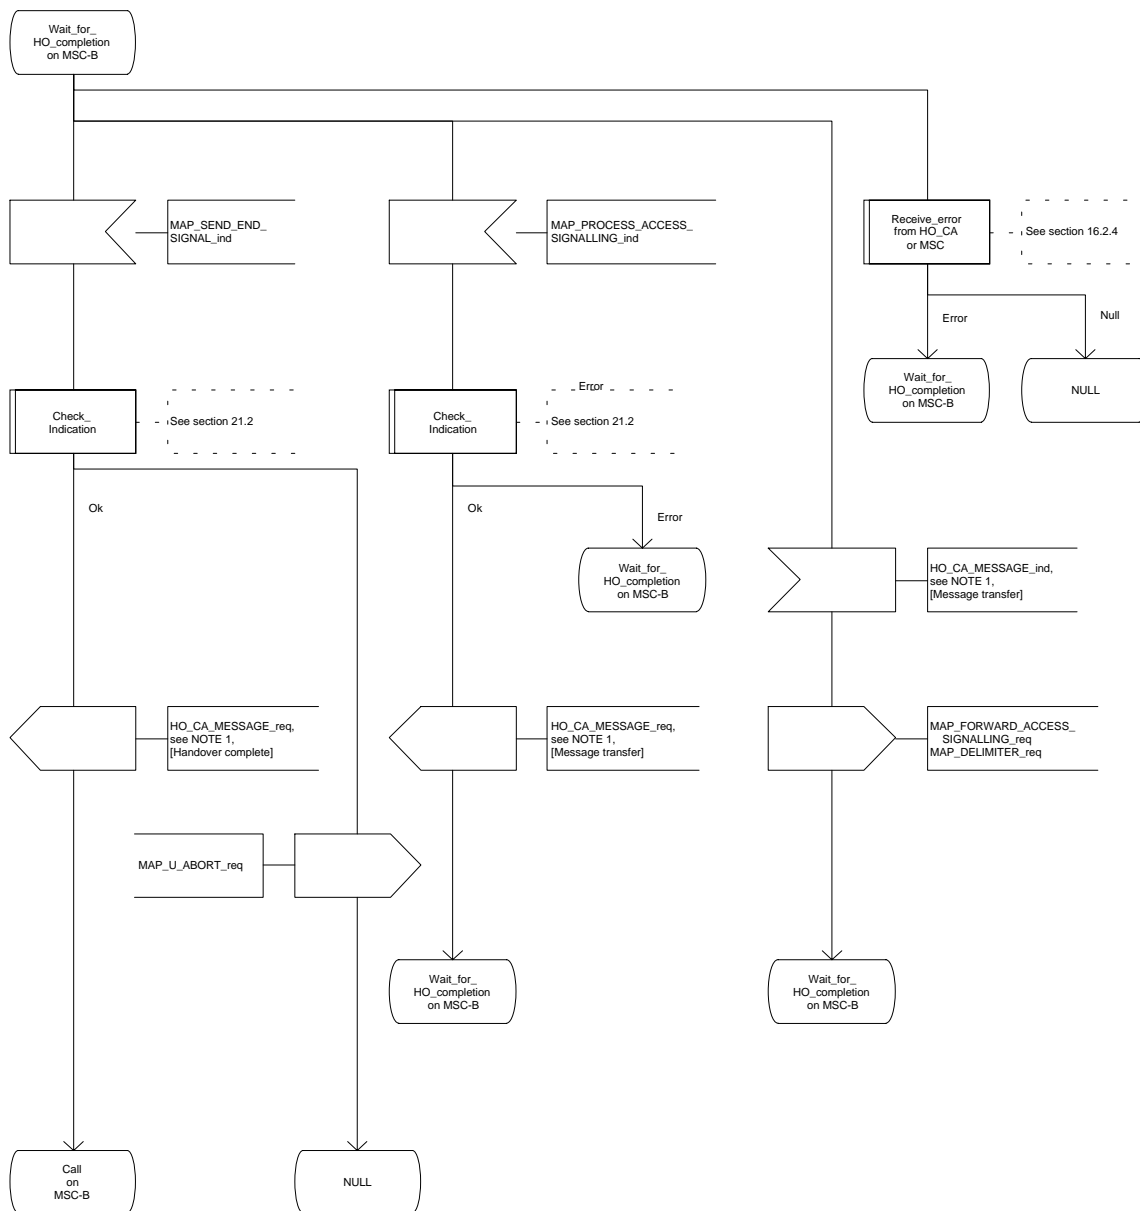 Wait_for_
HO_completion
on MSC-B
MAP_SEND_END_
SIGNAL_ind
MAP_PROCESS_ACCESS_
SIGNALLING_ind
Receive_error
from HO_CA
or MSC
See section 16.2.4
Error
Null
Wait_for_
HO_completion
on MSC-B
NULL
Check_
Indication
See section 21.2
Error
Check_
Indication
See section 21.2
Ok
Ok
Error
Wait_for_
HO_completion
on MSC-B
HO_CA_MESSAGE_ind,
see NOTE 1,
[Message transfer]
HO_CA_MESSAGE_req,
see NOTE 1,
[Handover complete]
HO_CA_MESSAGE_req,
see NOTE 1,
[Message transfer]
MAP_FORWARD_ACCESS_
SIGNALLING_req
MAP_DELIMITER_req
MAP_U_ABORT_req
Wait_for_
HO_completion
on MSC-B
Wait_for_
HO_completion
on MSC-B
Call
on
MSC-B
NULL